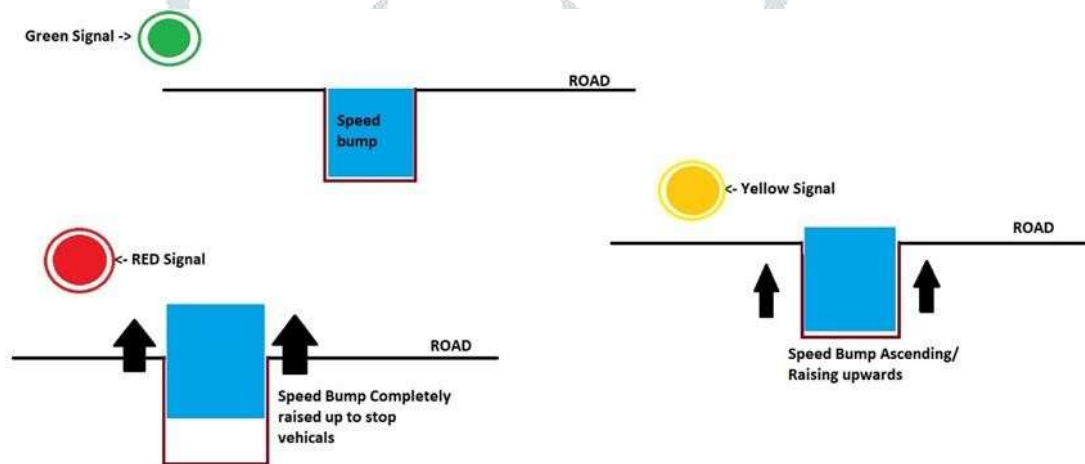 Green Signal ->
ROAD
Speed
bump
<- Yellow Signal
ROAD
Speed Bump Ascending/
Raising upwards
<- RED Signal
ROAD
Speed Bump Completely
raised up to stop
vehicals